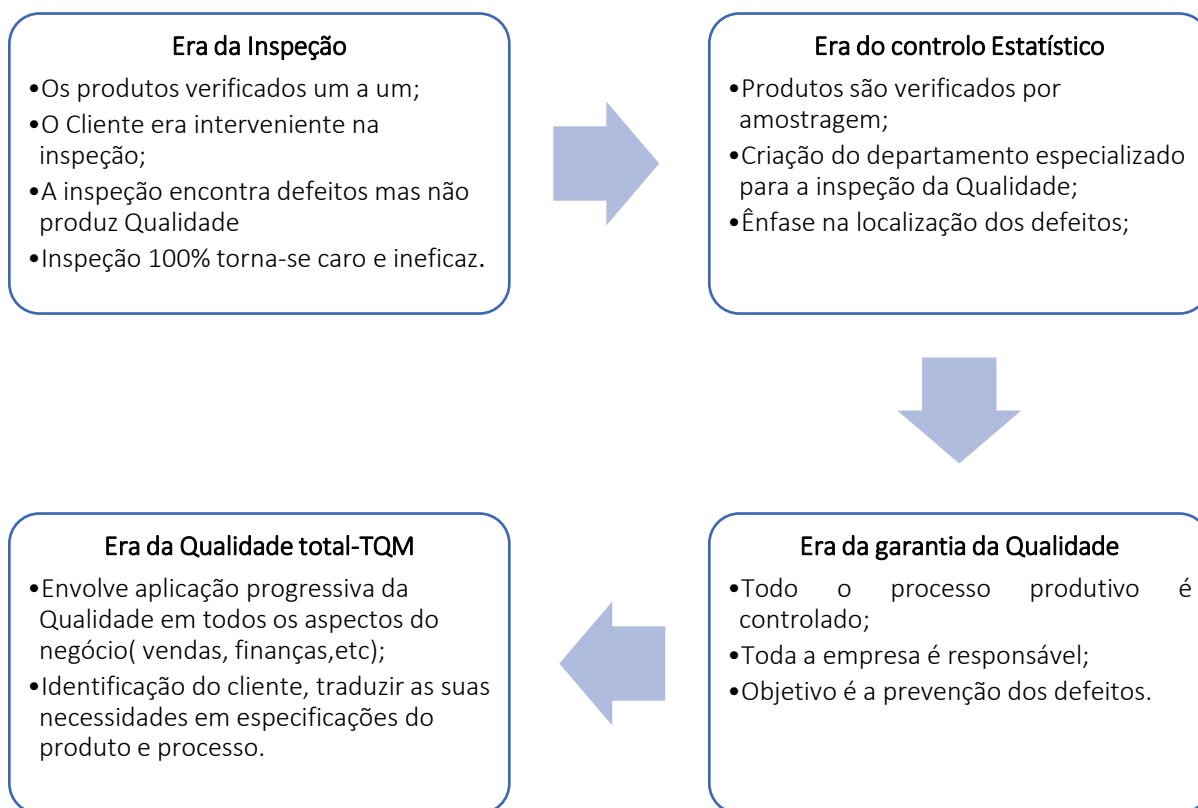 Era da Inspeção
•Os produtos verificados um a um;
•O Cliente era interveniente na
inspeção;
•A inspeção encontra defeitos mas não
produz Qualidade
•Inspeção 100% torna-se caro e ineficaz.
Era do controlo Estatístico
•Produtos são verificados por
amostragem;
•Criação do departamento especializado
para a inspeção da Qualidade;
•Ênfase na localização dos defeitos;
Era da garantia da Qualidade
•Todo o processo produtivo é
controlado;
•Toda a empresa é responsável;
•Objetivo é a prevenção dos defeitos.
Era da Qualidade total-TQM
•Envolve aplicação progressiva da
Qualidade em todos os aspectos do
negócio( vendas, finanças,etc);
•Identificação do cliente, traduzir as suas
necessidades em especificações do
produto e processo.